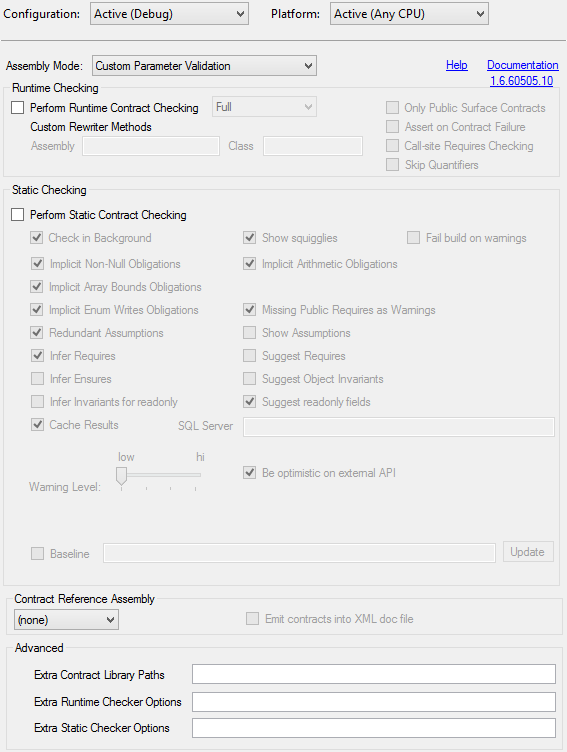 Configuration: Active (Debug) Platform: Active (Any CPU)
Assembly Mode: Custom Parameter Validation Help Documentation
1.6.60505.10
Runtime Checking
Perform Runtime Contract Checking Full Only Public Surface Contracts
Custom Rewriter Methods Assert on Contract Failure
Assembly Class Call-site Requires Checking
Skip Quantifiers
Static Checking
Perform Static Contract Checking
Check in Background Show squigglies Fail build on warnings
Implicit Non-Null Obligations Implicit Arithmetic Obligations
Implicit Array Bounds Obligations
Implicit Enum Writes Obligations Missing Public Requires as Warnings
Redundant Assumptions Show Assumptions
Infer Requires Suggest Requires
Infer Ensures Suggest Object Invariants
Infer Invariants for readonly Suggest readonly fields
Cache Results SQL Server
low hi
Warning Level: Be optimistic on external API
Baseline Update
Contract Reference Assembly
(none) Emit contracts into XML doc file
Advanced
Extra Contract Library Paths
Extra Runtime Checker Options
Extra Static Checker Options